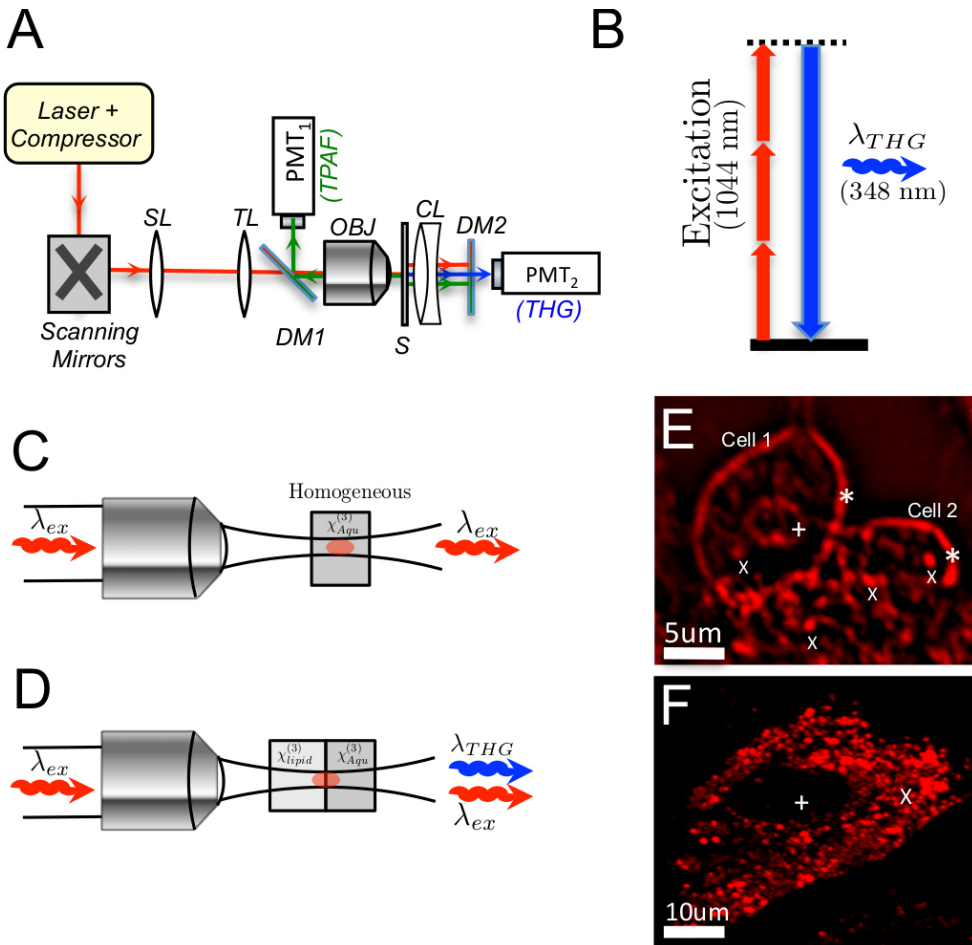 A
Laser +
Compressor
Scanning
Mirrors
SL
TL
DM1
PMT1
(TPAF)
OBJ
S
CL
DM2
PMT2
(THG)
B
Excitation
(1044 nm)
λTHG
(348 nm)
C
λex
Homogeneous
χ(3)Aqu
λex
D
λex
χ(3)lipid
χ(3)Aqu
λTHG
λex
E
Cell 1
*
Cell 2
*
+
x
x
x
x
5um
F
+
X
10um